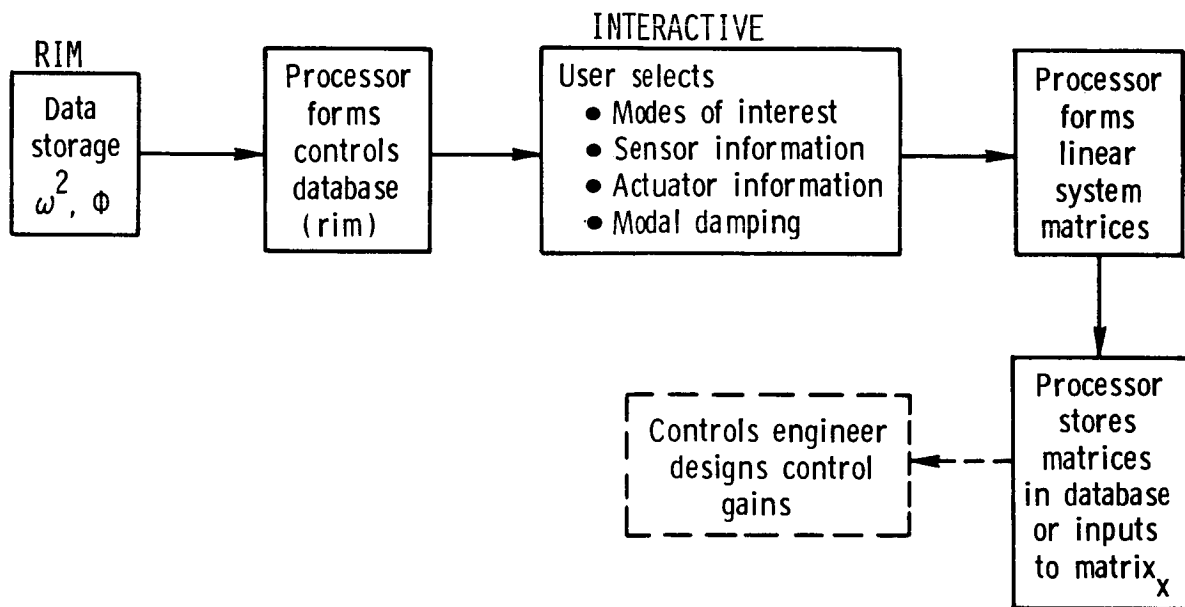 RIM
Data
storage
ω², Φ
Processor
forms
controls
database
(rim)
INTERACTIVE
User selects
● Modes of interest
● Sensor information
● Actuator information
● Modal damping
Processor
forms
linear
system
matrices
Processor
stores
matrices
in database
or inputs
to matrixₓ
Controls engineer
designs control
gains